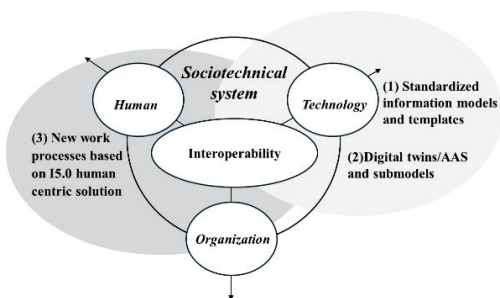 Sociotechnical
system
Human
Technology
(1) Standardized
information models
and templates
(3) New work
processes based
on I5.0 human
centric solution
Interoperability
(2)Digital twins/AAS
and submodels
Organization